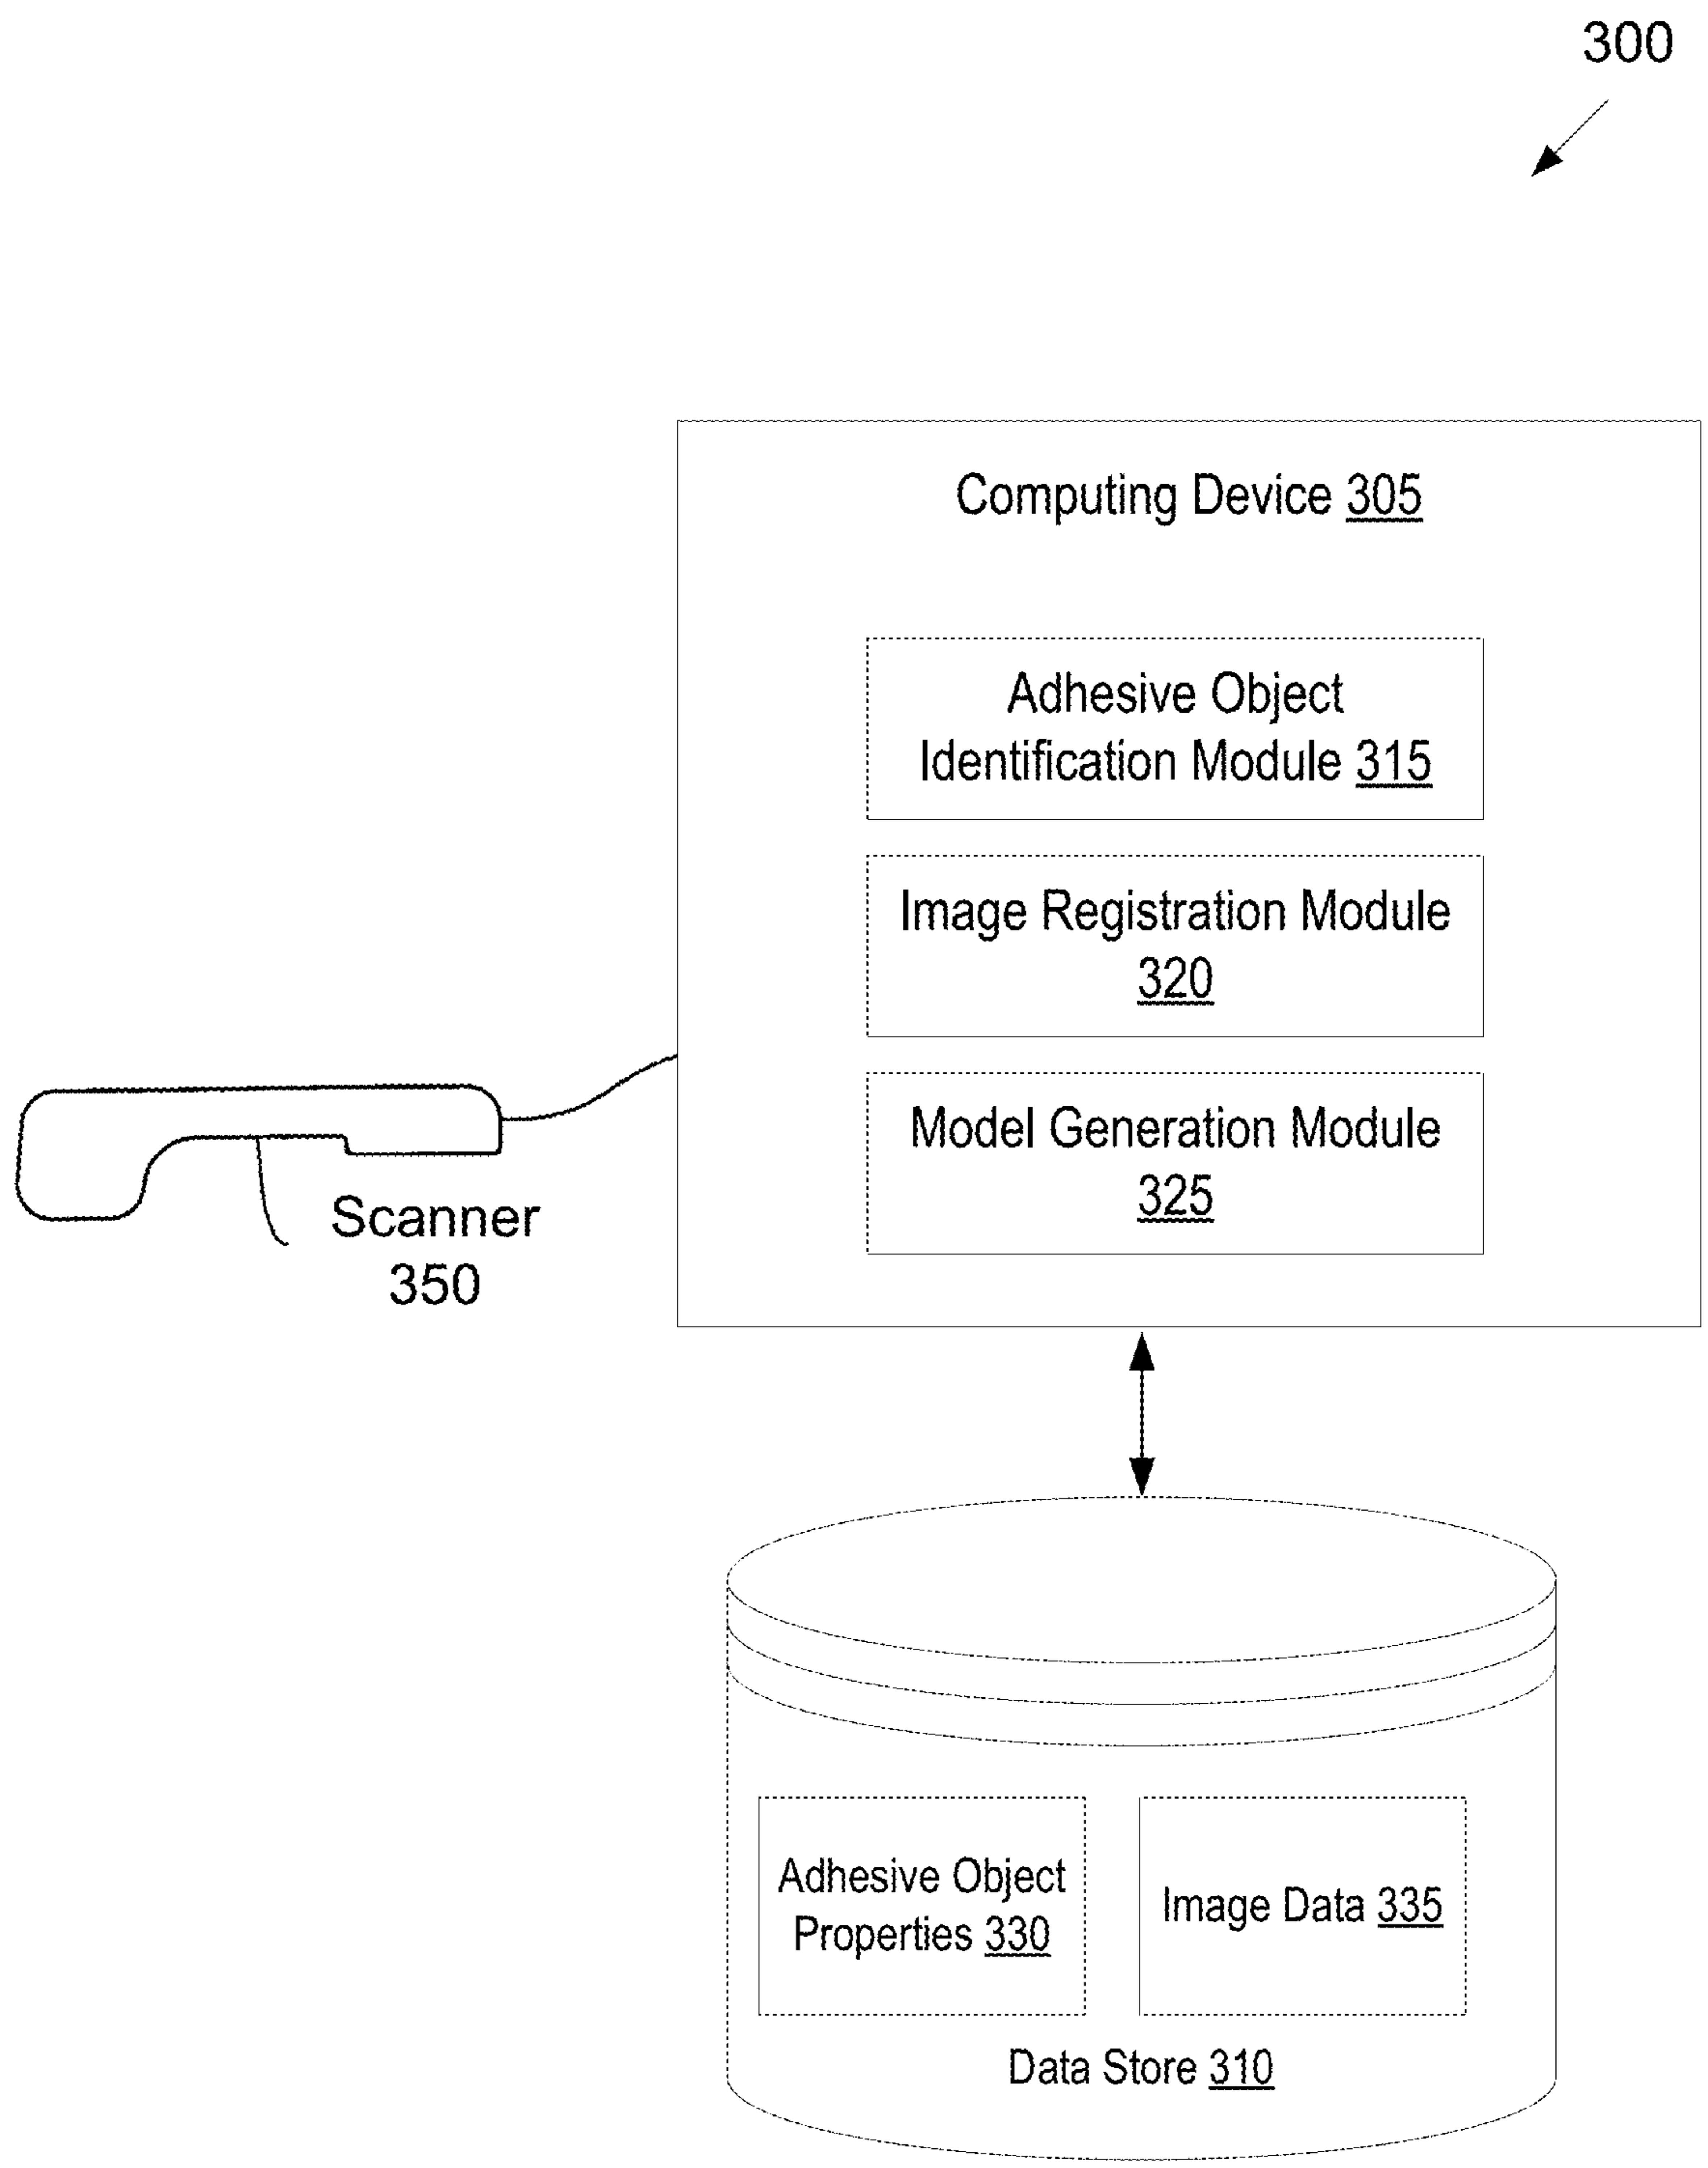 300
Computing Device 305
Adhesive Object
Identification Module 315
Image Registration Module
320
Model Generation Module
325
Scanner
350
Adhesive Object
Properties 330
Image Data 335
Data Store 310